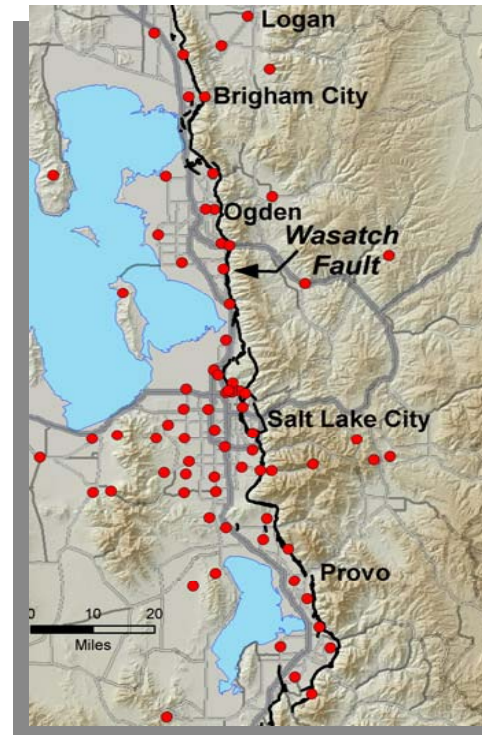 Logan
Brigham City
Ogden
Wasatch
Fault
Salt Lake City
Provo
0 10 20
Miles